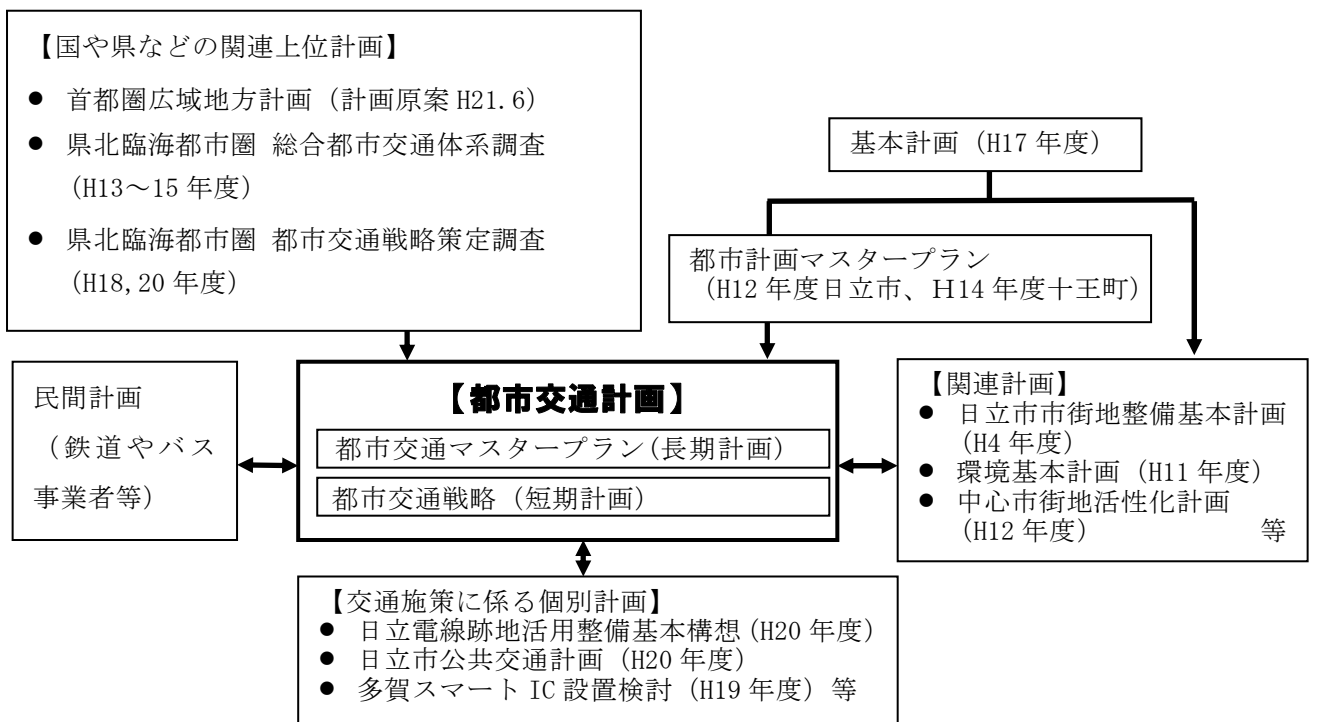 【国や県などの関連上位計画】
● 首都圏広域地方計画（計画原案 H21.6）
● 県北臨海都市圏 総合都市交通体系調査
（H13～15 年度）
● 県北臨海都市圏 都市交通戦略策定調査
（H18,20 年度）
基本計画（H17 年度）
都市計画マスタープラン
（H12 年度日立市、Ｈ14 年度十王町）
民間計画
（鉄道やバス
事業者等）
【都市交通計画】
都市交通マスタープラン(長期計画）
都市交通戦略（短期計画）
【関連計画】
● 日立市市街地整備基本計画
（H4 年度）
● 環境基本計画（H11 年度）
● 中心市街地活性化計画
（H12 年度） 等
【交通施策に係る個別計画】
● 日立電線跡地活用整備基本構想(H20 年度）
● 日立市公共交通計画（H20 年度）
● 多賀スマート IC 設置検討（H19 年度）等